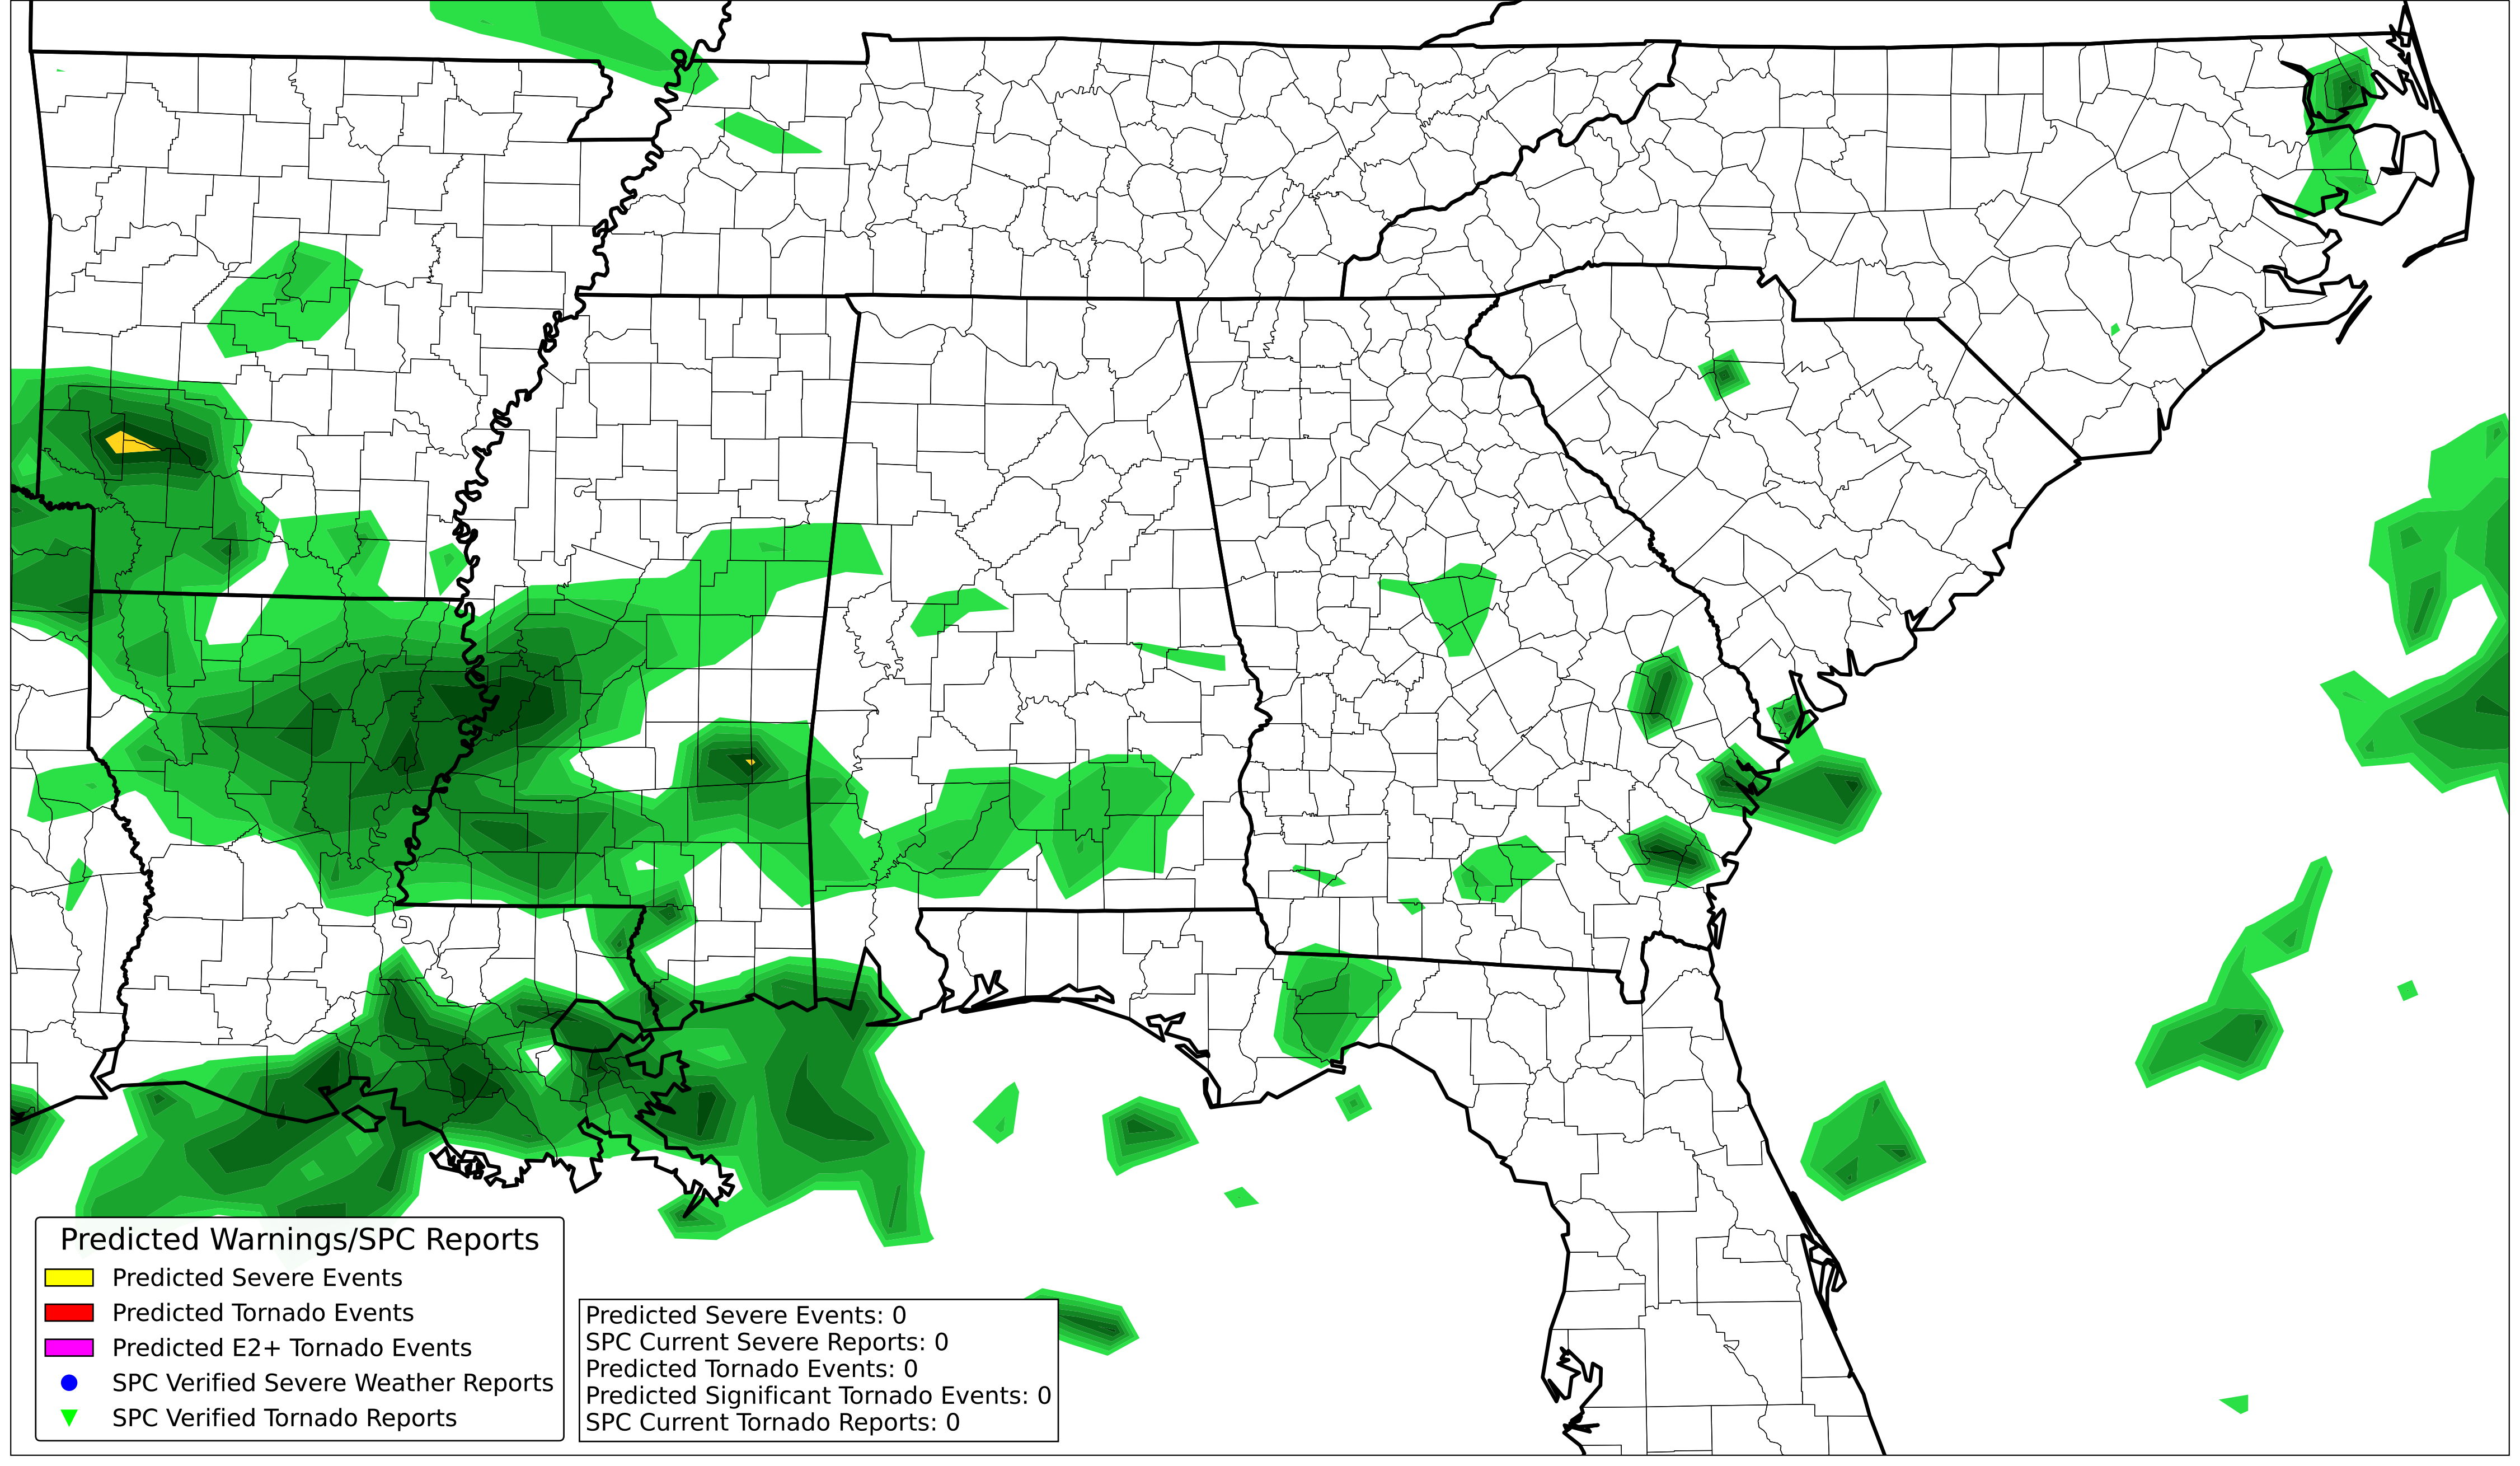 Predicted Warnings/SPC Reports
Predicted Severe Events
Predicted Tornado Events
Predicted E2+ Tornado Events
SPC Verified Severe Weather Reports
SPC Verified Tornado Reports
Predicted Severe Events: 0
SPC Current Severe Reports: 0
Predicted Tornado Events: 0
Predicted Significant Tornado Events: 0
SPC Current Tornado Reports: 0